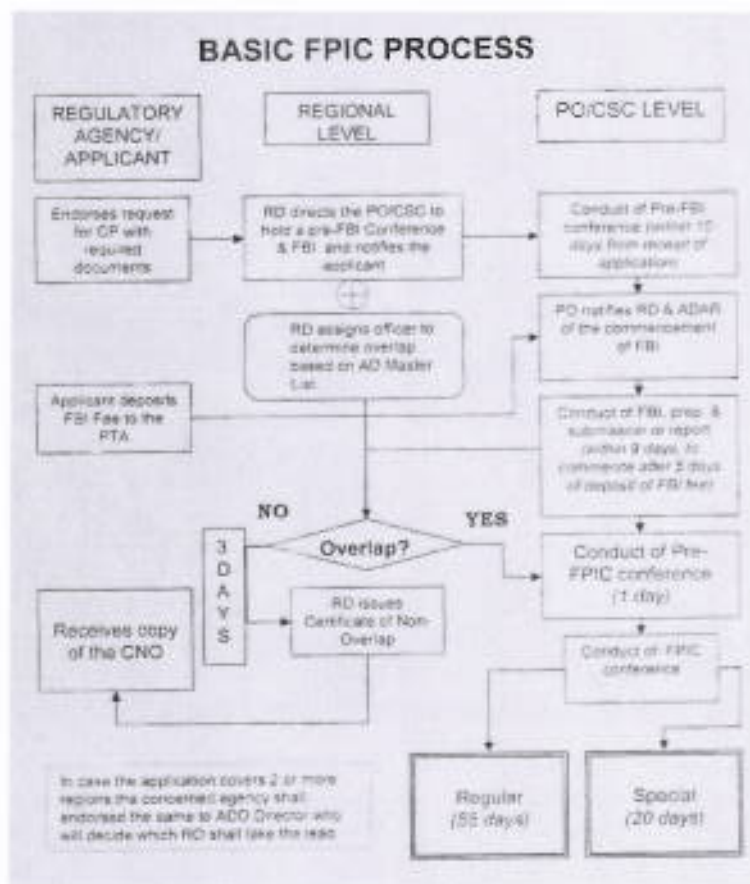 BASIC FPIC PROCESS
REGULATORY
AGENCY/
APPLICANT
REGIONAL
LEVEL
PO/CSC LEVEL
Endorses request
for CP with
required
documents
RD directs the PO/CSC to
hold a pre-FBI Conference
& FBI and notifies the
applicant
Conduct of Pre-FBI
conference (within 10
days from receipt of
application)
RD assigns officer to
determine overlap
based on AD Master
List
PO notifies RD & ADAR
of the commencement
of FBI
Applicant deposits
FBI Fee to the
PTA
Conduct of FBI, prep. &
submission of report
(within 9 days, to
commence after 5 days
of deposit of FBI fee)
NO
YES
3
D
A
Y
S
Overlap?
Conduct of Pre-
FPIC conference
(1 day)
Receives copy
of the CNO
RD issues
Certificate of Non-
Overlap
Conduct of FPIC
conference
In case the application covers 2 or more
regions the concerned agency shall
endorsed the same to ADO Director who
will decide which RO shall take the lead
Regular
(55 days)
Special
(20 days)